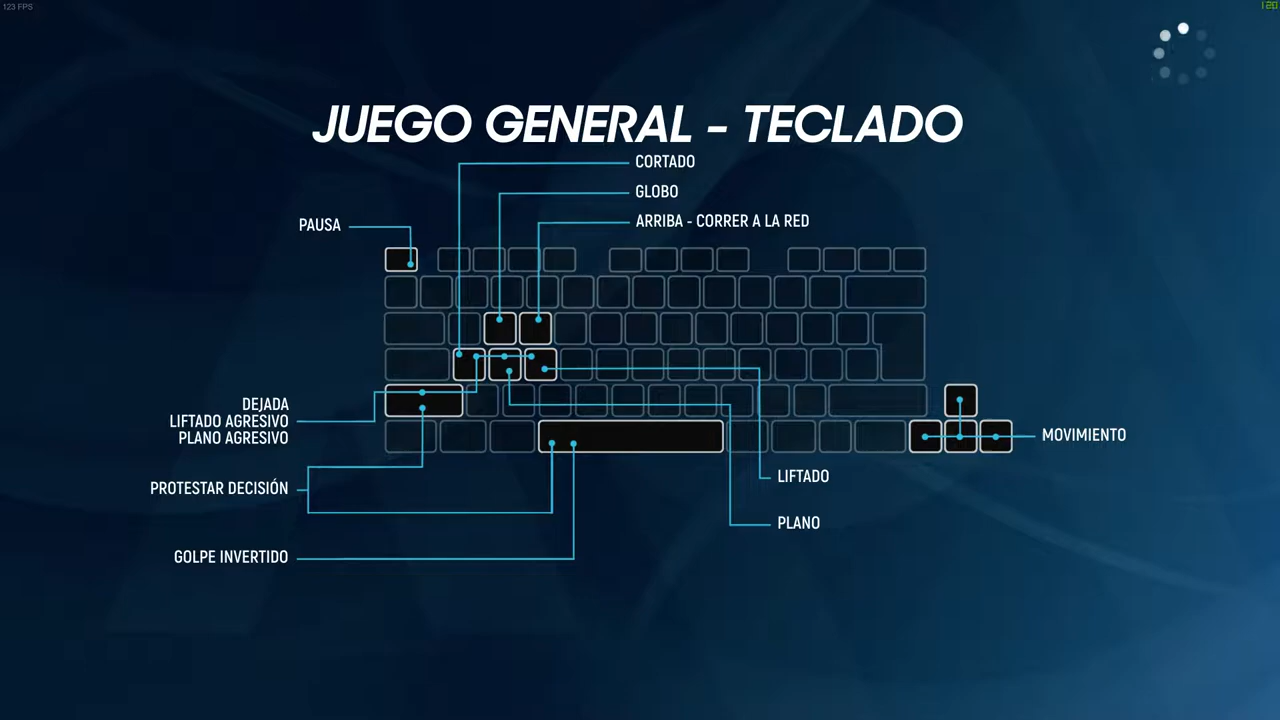 123 FPS
120
JUEGO GENERAL - TECLADO
CORTADO
GLOBO
PAUSA
ARRIBA - CORRER A LA RED
DEJADA
LIFTADO AGRESIVO
PLANO AGRESIVO
MOVIMIENTO
LIFTADO
PROTESTAR DECISIÓN
PLANO
GOLPE INVERTIDO